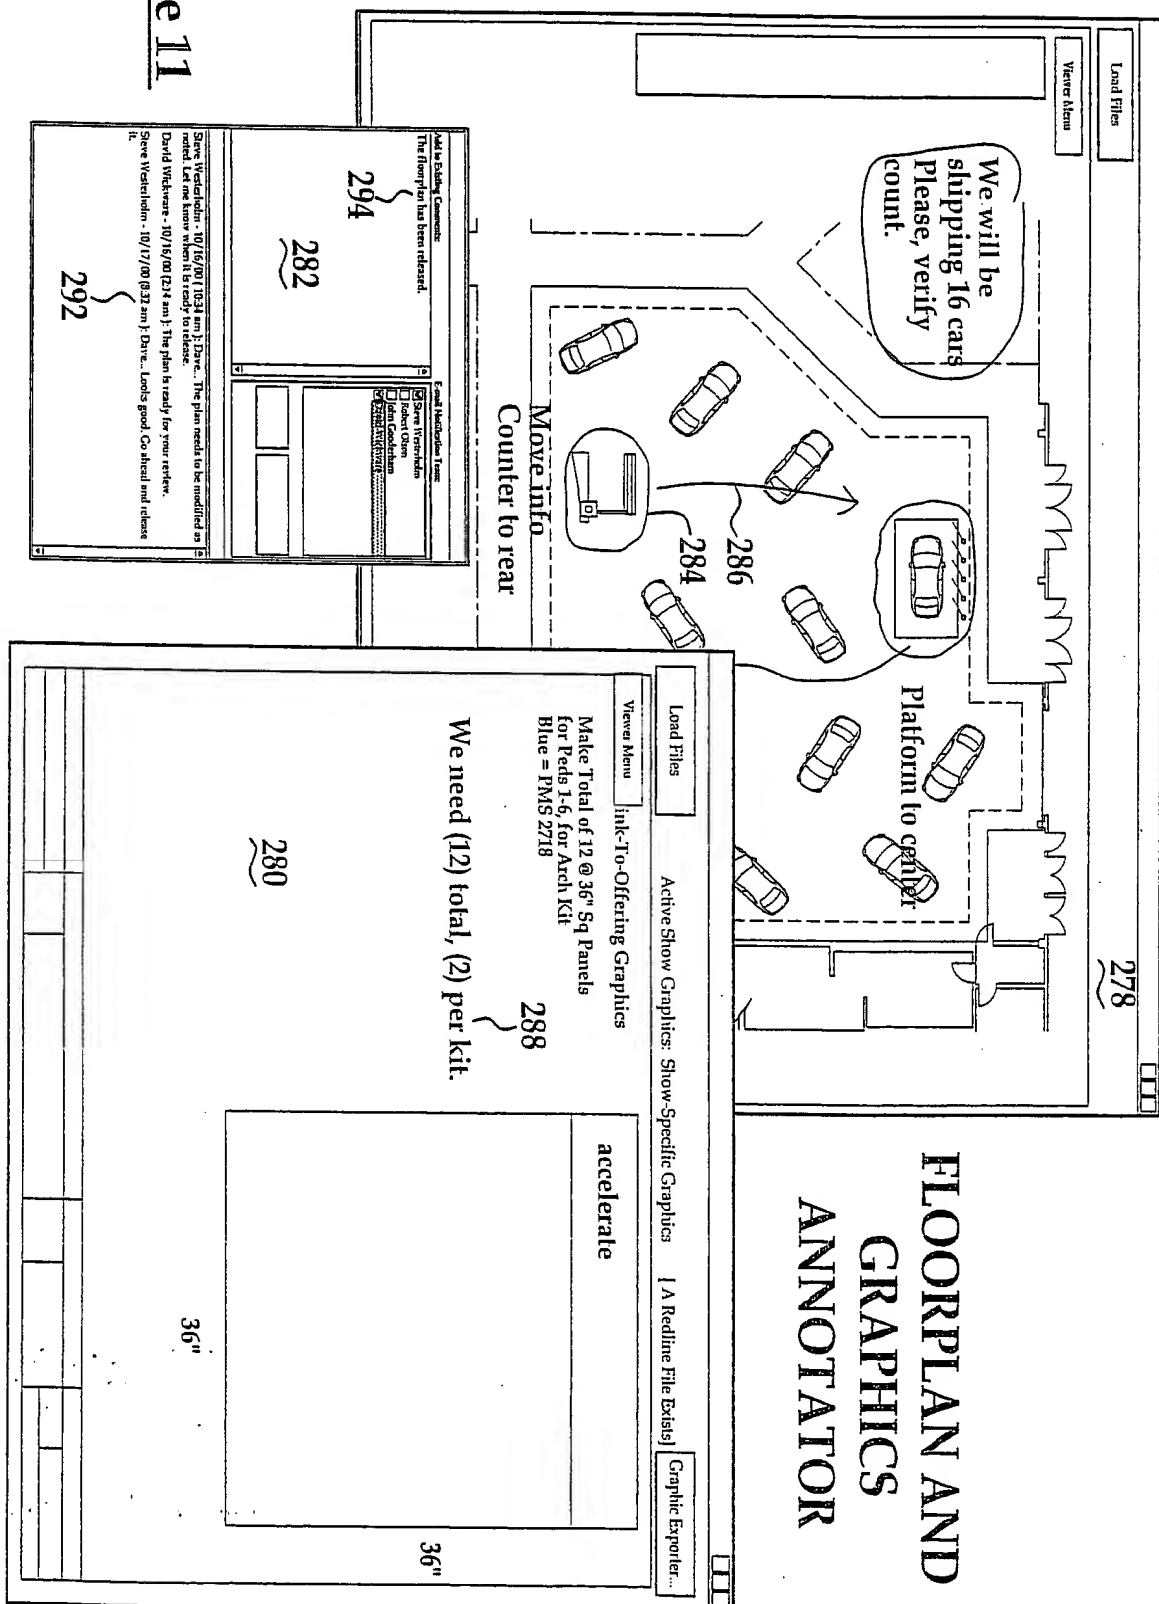 FLOORPLAN AND
GRAPHICS
ANNOTATOR
278
Load Files
Viewer Menu
We will be
shipping 16 cars
Please, verify
count.
Platform to center
286
284
Move info
Counter to rear
Add to Existing Comments:
The floorplan has been released.
294
282
E-mail Notification Team:
Steve Westerholm
Robert Olson
John Gooderham
David Wickware
Steve Westerholm - 10/16/00 ( 10:34 am ): Dave... The plan needs to be modified as
noted. Let me know when it is ready to release.
David Wickware - 10/16/00 (2:14 am ): The plan is ready for your review.
Steve Westerholm - 10/17/00 (8:32 am ): Dave... Looks good. Go ahead and release
it.
292
Load Files
Active Show Graphics: Show-Specific Graphics
[ A Redline File Exists]
Graphic Exporter...
Viewer Menu
ink-To-Offering Graphics
Make Total of 12 @ 36" Sq Panels
for Peds 1-6, for Arch Kit
Blue = PMS 2718
288
We need (12) total, (2) per kit.
280
accelerate
36"
36"
e 11